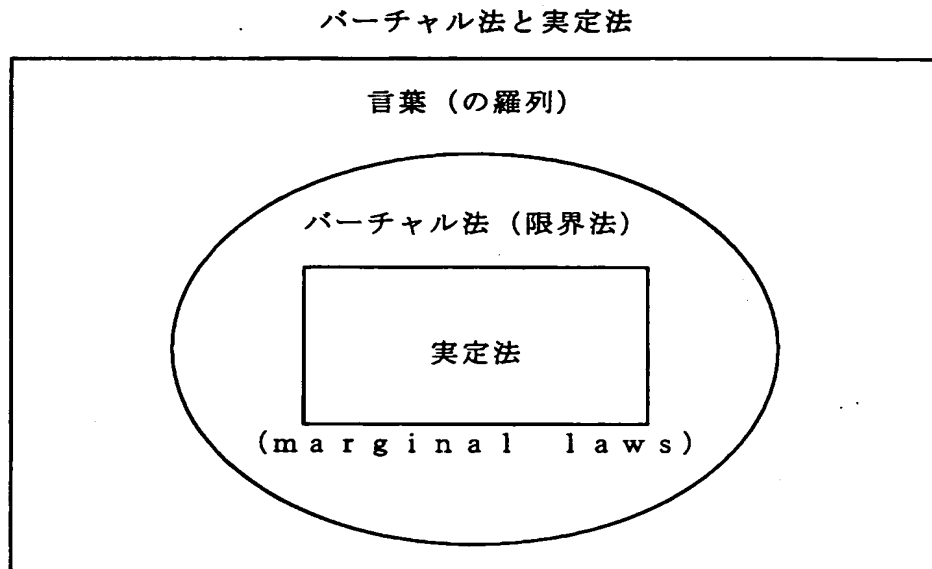 バーチャル法と実定法
言葉（の羅列）
バーチャル法（限界法）
実定法
(marginal laws)